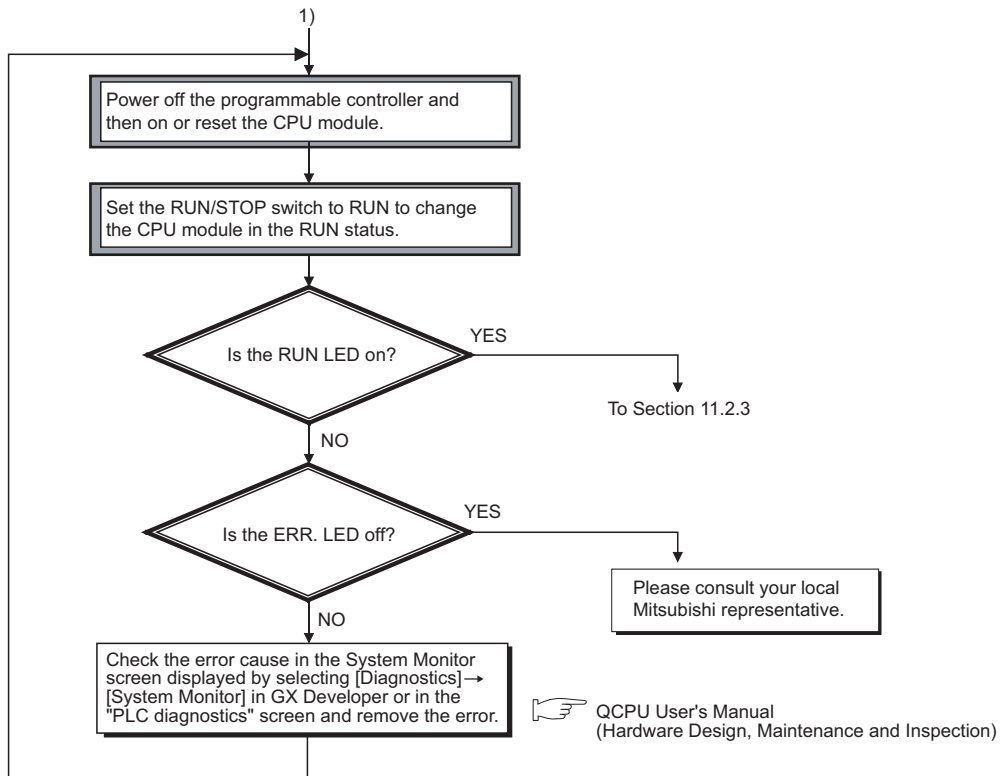 1)
Power off the programmable controller and
then on or reset the CPU module.
Set the RUN/STOP switch to RUN to change
the CPU module in the RUN status.
Is the RUN LED on?
YES
To Section 11.2.3
NO
Is the ERR. LED off?
YES
Please consult your local
Mitsubishi representative.
NO
Check the error cause in the System Monitor
screen displayed by selecting [Diagnostics]→
[System Monitor] in GX Developer or in the
"PLC diagnostics" screen and remove the error.
QCPU User's Manual
(Hardware Design, Maintenance and Inspection)